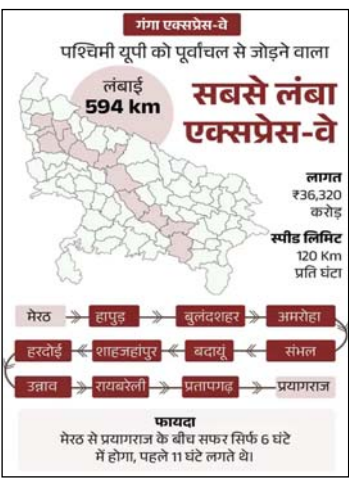 गंगा एक्सप्रेस-वे
पश्चिमी यूपी को पूर्वांचल से जोड़ने वाला
लंबाई
594 km
सबसे लंबा
एक्सप्रेस-वे
लागत
₹36,320
करोड़
स्पीड लिमिट
120 Km
प्रति घंटा
मेरठ हापुड़ बुलंदशहर अमरोहा
हरदोई शाहजहांपुर बदायूं संभल
उन्नाव रायबरेली प्रतापगढ़ प्रयागराज
फायदा
मेरठ से प्रयागराज के बीच सफर सिर्फ 6 घंटे
में होगा, पहले 11 घंटे लगते थे।